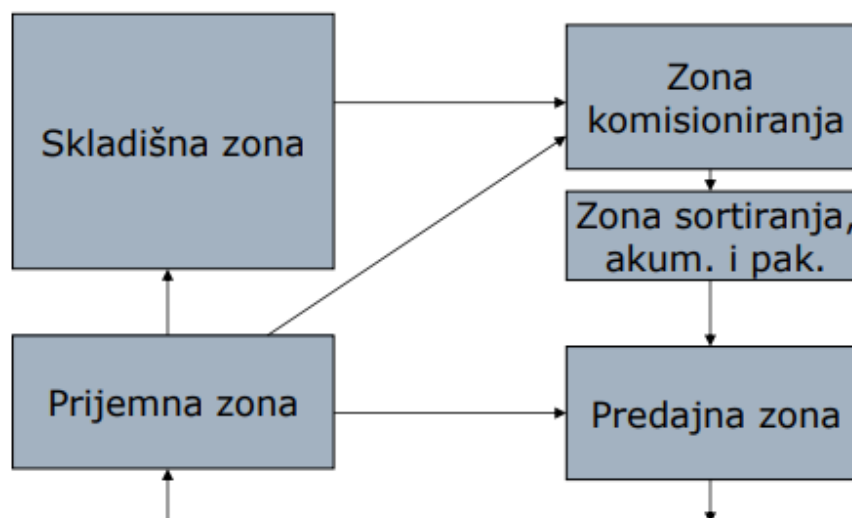 Skladišna zona
Zona
komisioniranja
Zona sortiranja,
akum. i pak.
Prijemna zona
Predajna zona